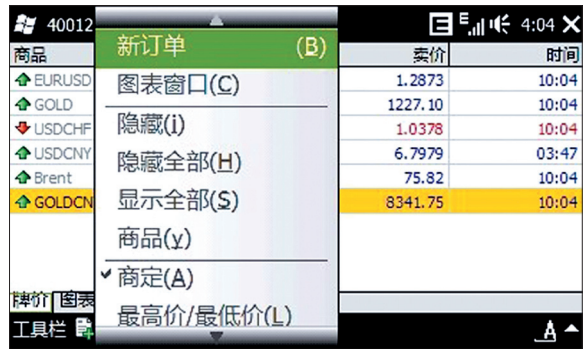 40012 E E 4:04
商品 卖价 时间
EURUSD 1.2873 10:04
GOLD 1227.10 10:04
USDCHF 1.0378 10:04
USDCNY 6.7979 03:47
Brent 75.82 10:04
GOLDCN 8341.75 10:04
新订单 (B)
图表窗口(C)
隐藏(i)
隐藏全部(H)
显示全部(S)
商品(y)
商定(A)
最高价/最低价(L)
牌价 图表
工具栏 A